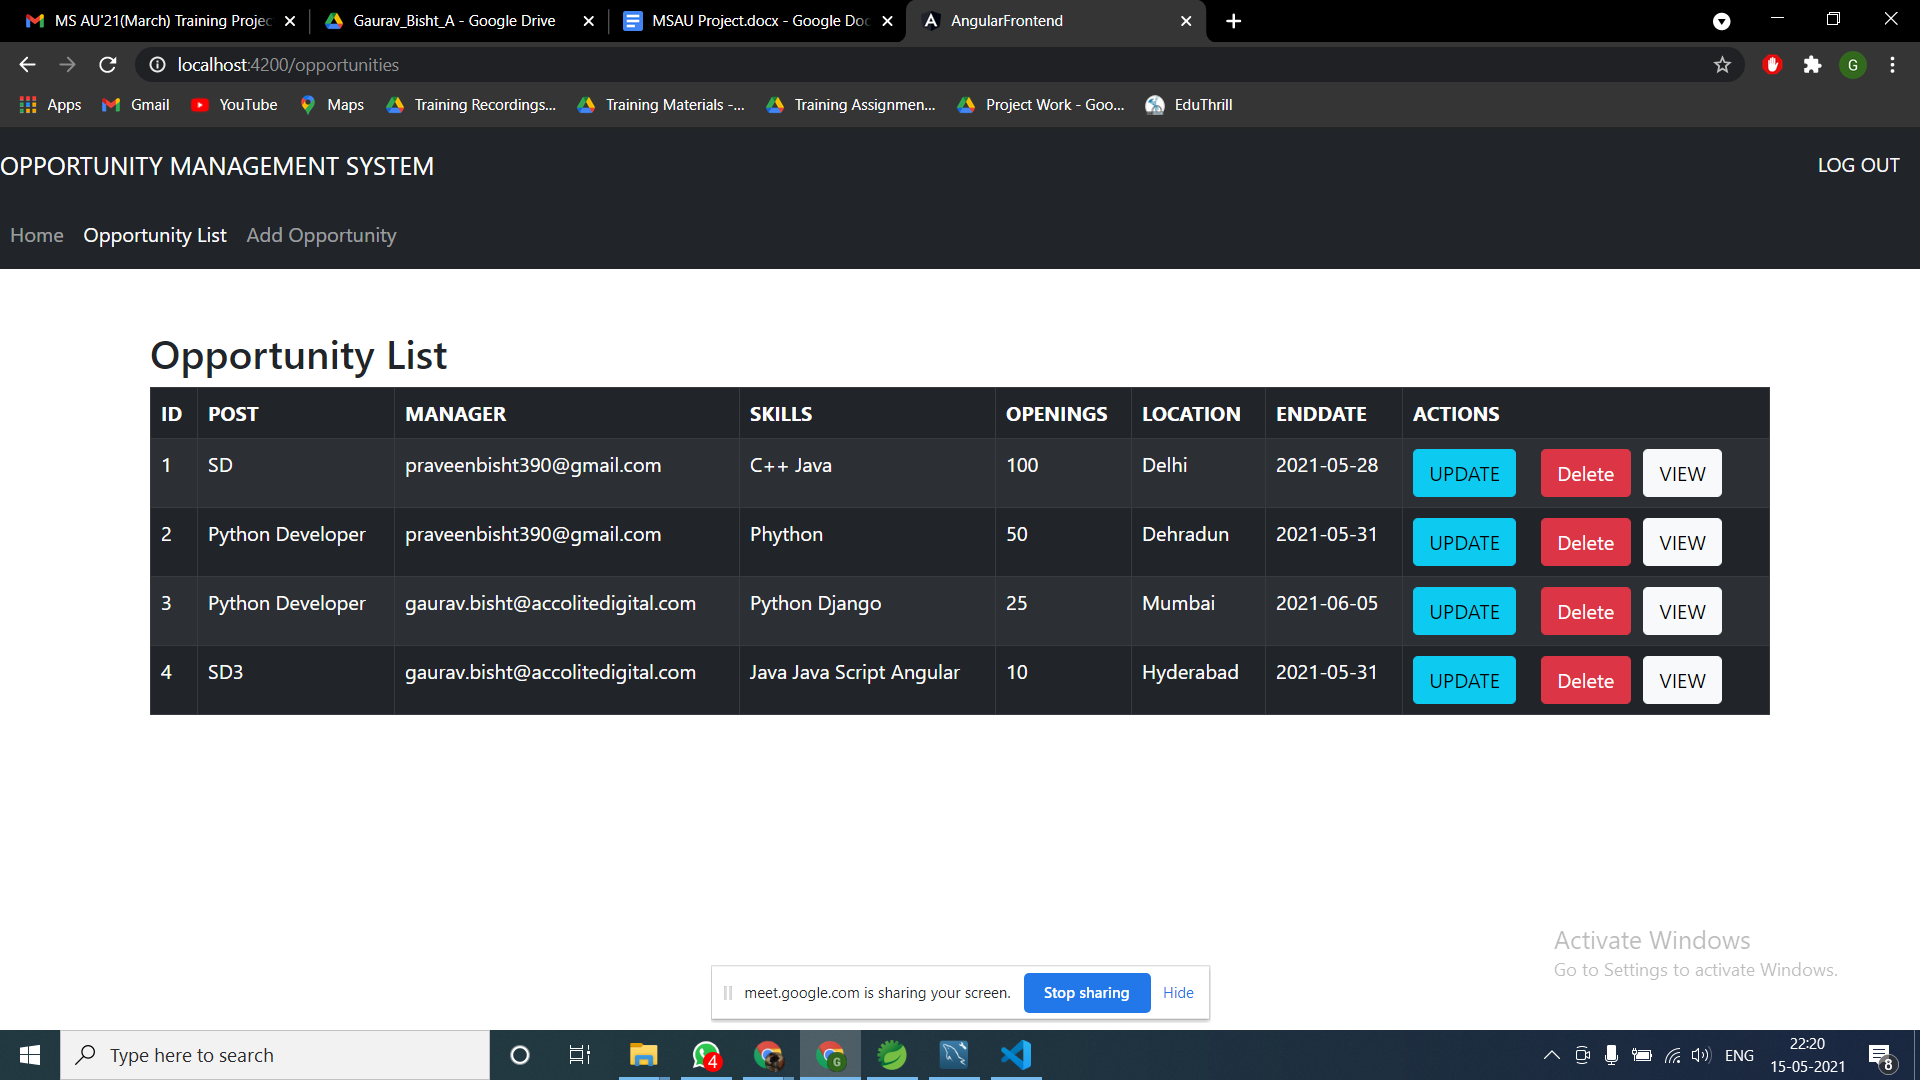 MS AU'21(March) Training Projec
Gaurav_Bisht_A - Google Drive
MSAU Project.docx - Google Doc
AngularFrontend
localhost:4200/opportunities
G
Apps
Gmail
YouTube
Maps
Training Recordings...
Training Materials -...
Training Assignmen...
Project Work - Goo...
EduThrill
OPPORTUNITY MANAGEMENT SYSTEM
LOG OUT
Home
Opportunity List
Add Opportunity
Opportunity List
ID POST MANAGER SKILLS OPENINGS LOCATION ENDDATE ACTIONS
1 SD praveenbisht390@gmail.com C++ Java 100 Delhi 2021-05-28 UPDATE Delete VIEW
2 Python Developer praveenbisht390@gmail.com Phython 50 Dehradun 2021-05-31 UPDATE Delete VIEW
3 Python Developer gaurav.bisht@accolitedigital.com Python Django 25 Mumbai 2021-06-05 UPDATE Delete VIEW
4 SD3 gaurav.bisht@accolitedigital.com Java Java Script Angular 10 Hyderabad 2021-05-31 UPDATE Delete VIEW
Activate Windows
Go to Settings to activate Windows.
meet.google.com is sharing your screen. Stop sharing Hide
Type here to search
4
G
ENG
22:20
15-05-2021
8